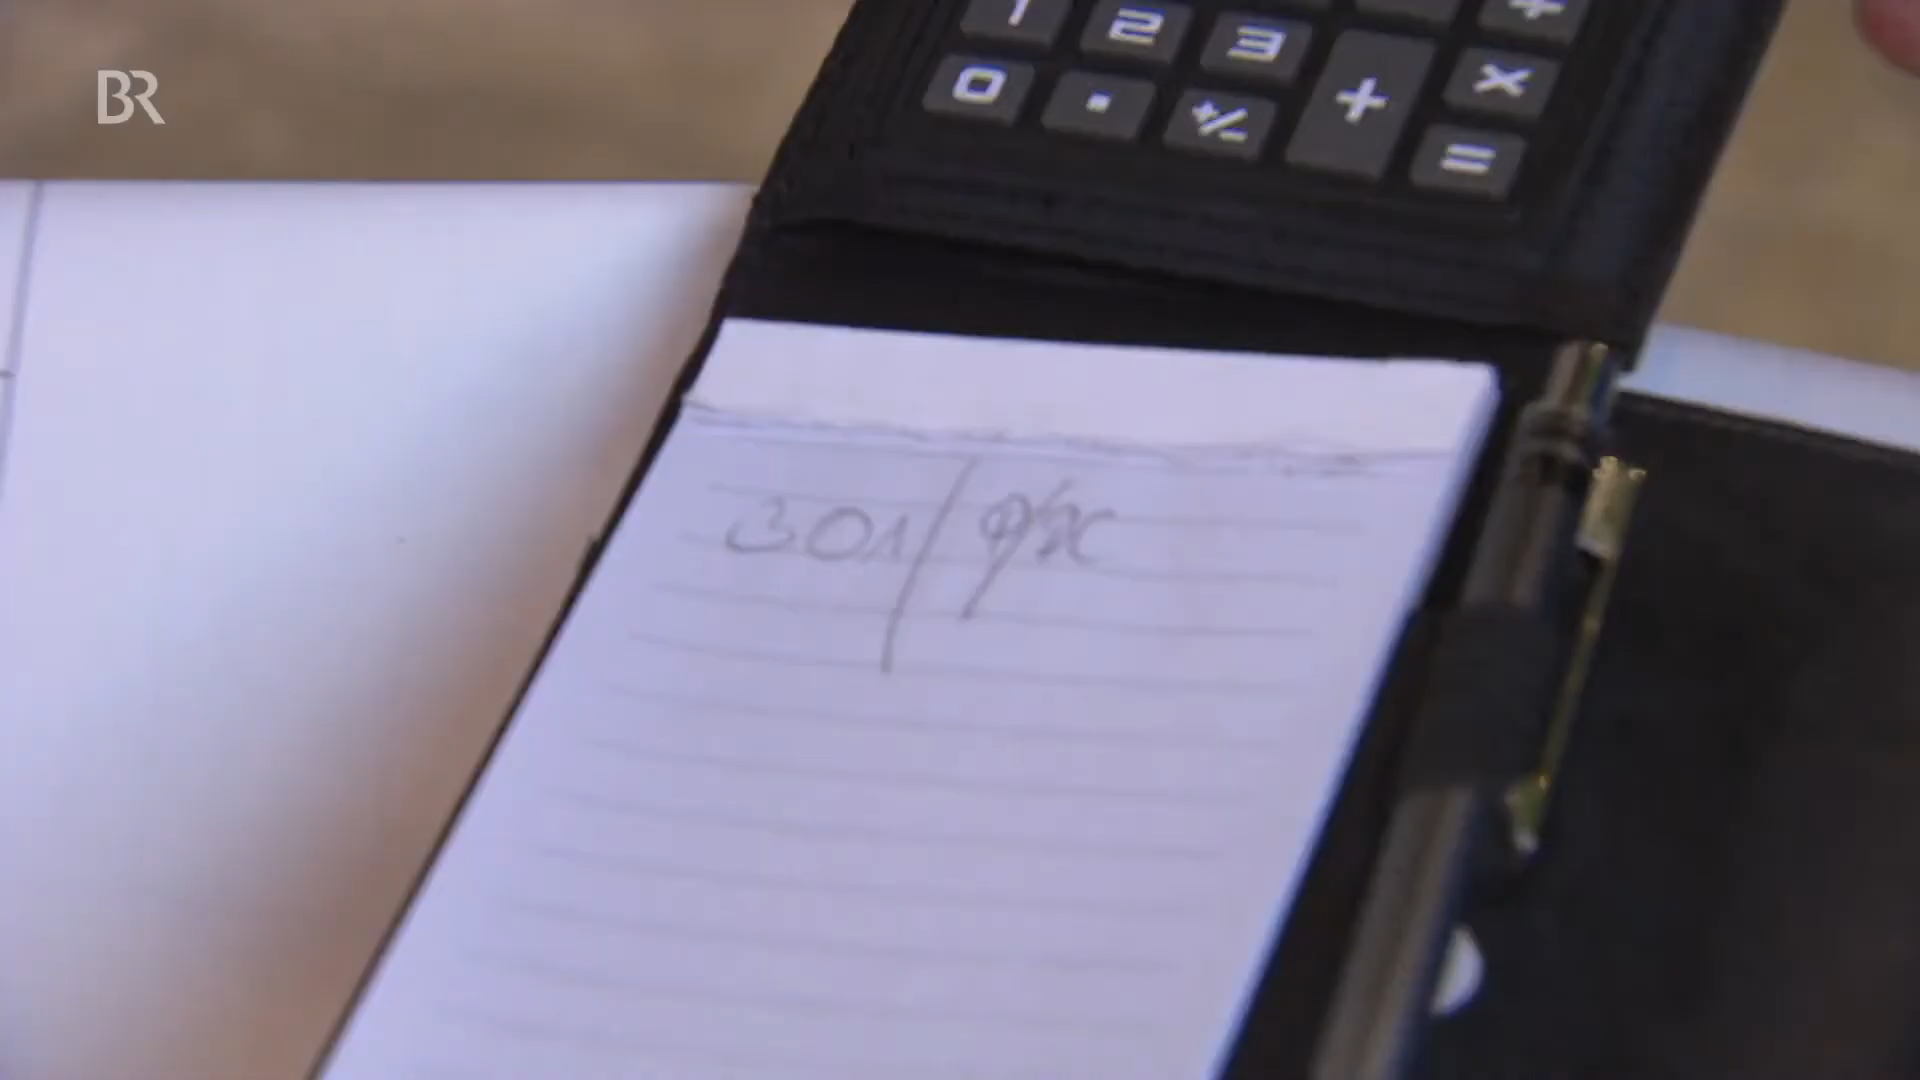 BR
1 2 3 ÷
0 . +/- + ×
=
301